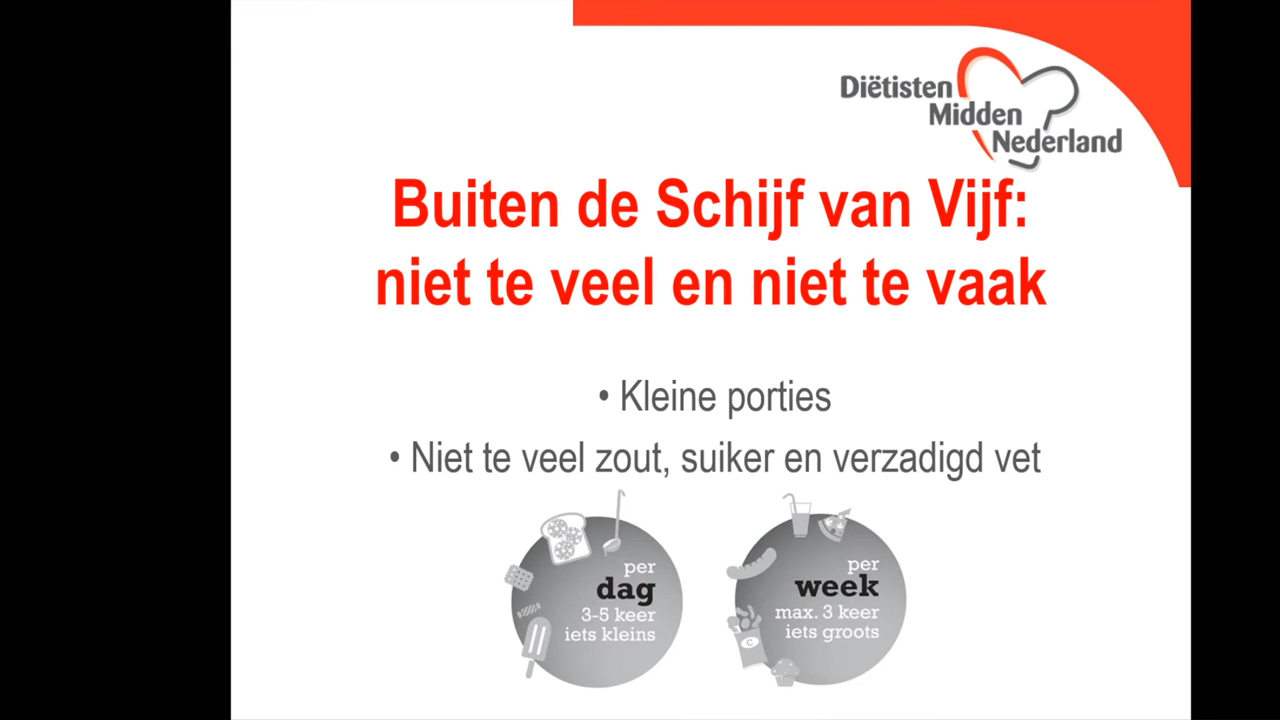 Diëtisten
Midden
Nederland
Buiten de Schijf van Vijf:
niet te veel en niet te vaak
• Kleine porties
• Niet te veel zout, suiker en verzadigd vet
per
dag
3-5 keer
iets kleins
per
week
max. 3 keer
iets groots
C